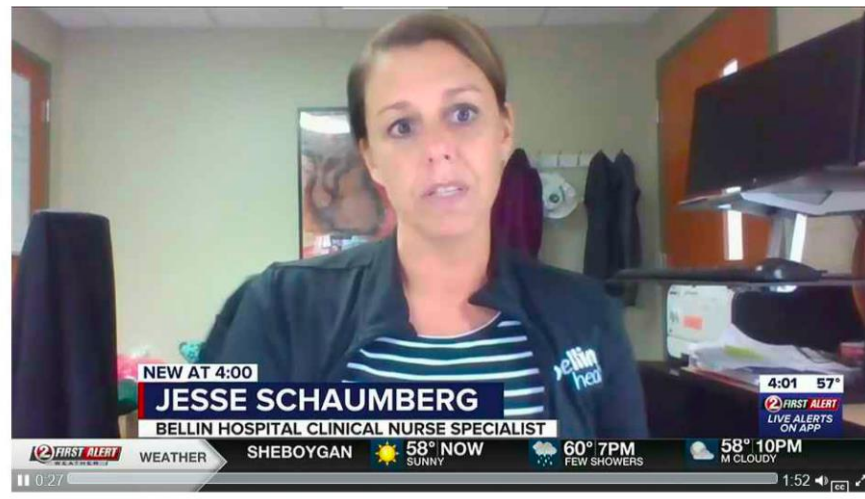 bellin
health
NEW AT 4:00
JESSE SCHAUMBERG
BELLIN HOSPITAL CLINICAL NURSE SPECIALIST
4:01 57°
2 FIRST ALERT
LIVE ALERTS
ON APP
2 FIRST ALERT
WEATHER
WEATHER
SHEBOYGAN
58° NOW
SUNNY
60° 7PM
FEW SHOWERS
58° 10PM
M CLOUDY
0:27
1:52
CC